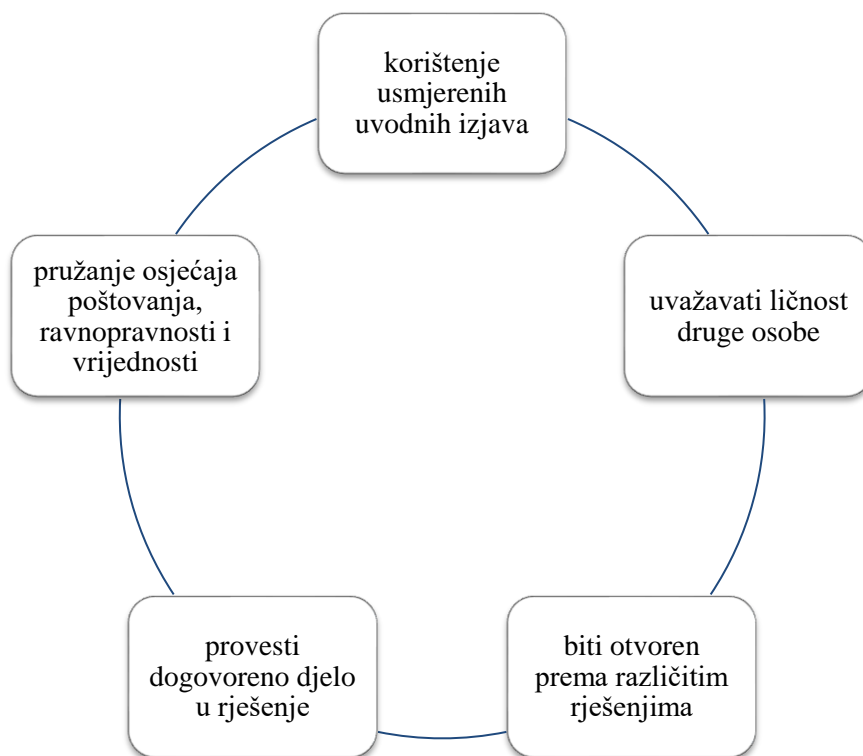 korištenje
usmjerenih
uvodnih izjava
uvažavati ličnost
druge osobe
biti otvoren
prema različitim
rješenjima
provesti
dogovoreno djelo
u rješenje
pružanje osjećaja
poštovanja,
ravnopravnosti i
vrijednosti